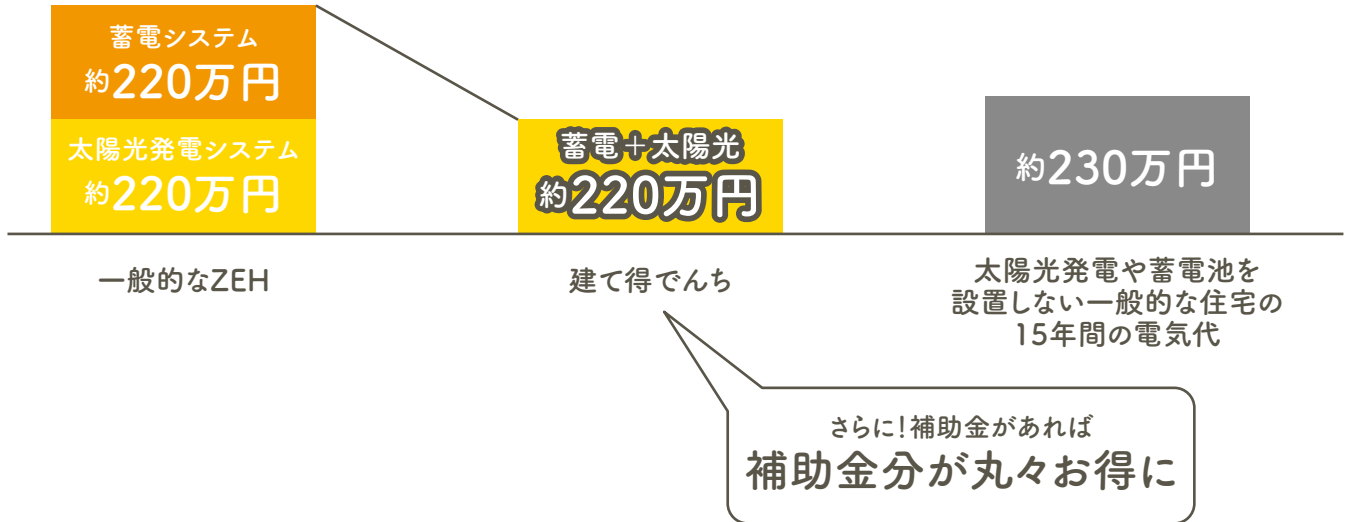 蓄電システム
約220万円
太陽光発電システム
約220万円
一般的なZEH
蓄電＋太陽光
約220万円
建て得でんち
約230万円
太陽光発電や蓄電池を
設置しない一般的な住宅の
15年間の電気代
さらに!補助金があれば
補助金分が丸々お得に